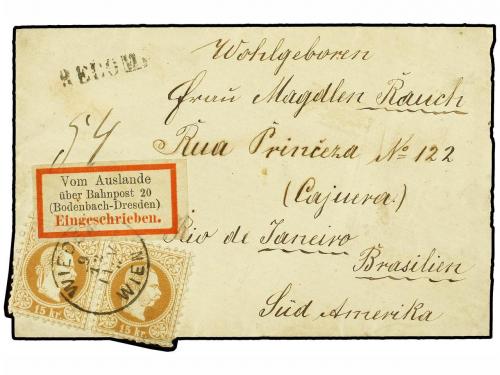 Wohlgeboren
RECOM.
Frau Magdlen Rauch
54
Rua Princeza No 122
(Cajuera)
Vom Auslande
über Bahnpost 20
(Bodenbach-Dresden)
Eingeschrieben.
Rio de Janeiro
Brasilien
Süd Amerika
WIEDEN
WIEN
15 kr.
15 kr.